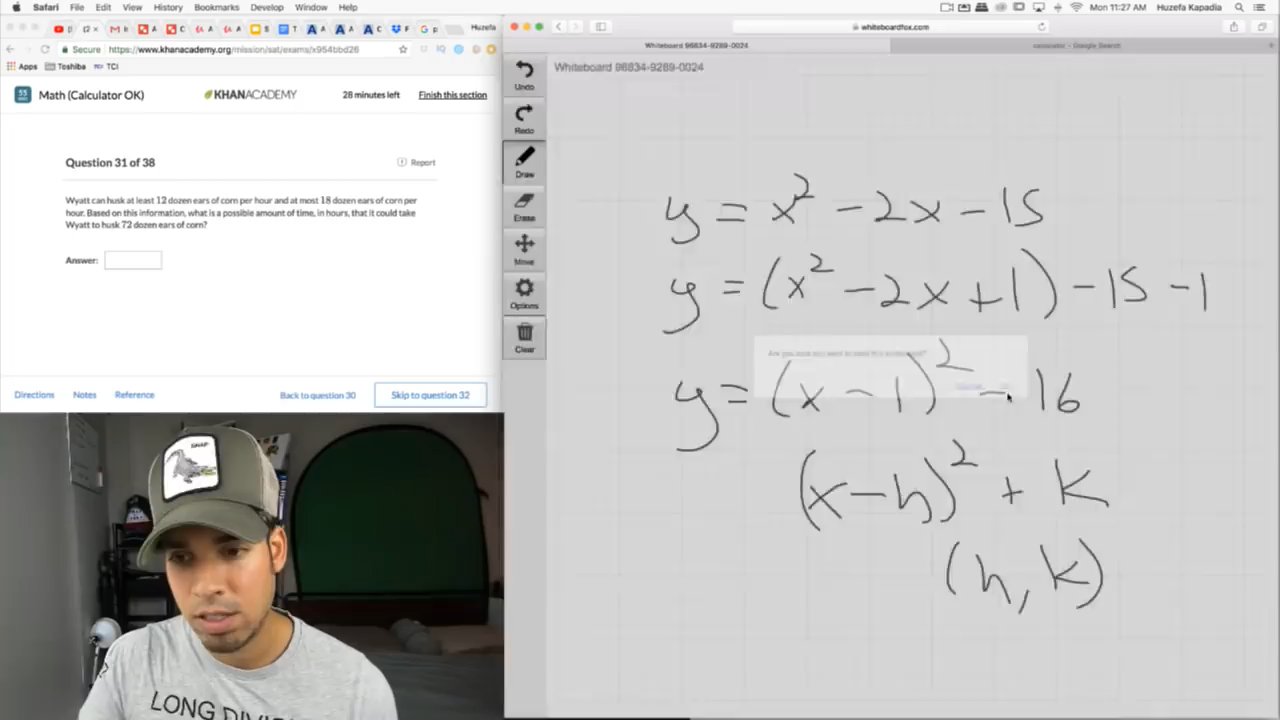 Safari File Edit View History Bookmarks Develop Window Help
Mon 11:27 AM Huzefa Kapadia
Huzefa
whiteboardfox.com
Secure https://www.khanacademy.org/mission/sat/exams/x954bbd26
Whiteboard 96834-9289-0024
Apps Toshiba TCI
Whiteboard 96834-9289-0024
Math (Calculator OK)
KHANACADEMY
28 minutes left
Finish this section
Question 31 of 38
Report
Wyatt can husk at least 12 dozen ears of corn per hour and at most 18 dozen ears of corn per
hour. Based on this information, what is a possible amount of time, in hours, that it could take
Wyatt to husk 72 dozen ears of corn?
Answer:
Directions Notes Reference
Back to question 30
Skip to question 32
Undo
Redo
Draw
Erase
Move
Options
Clear
y = x² - 2x - 15
y = (x² - 2x + 1) - 15 - 1
y = (x - 1)² - 16
(x - h)² + k
(h, k)
SNAP